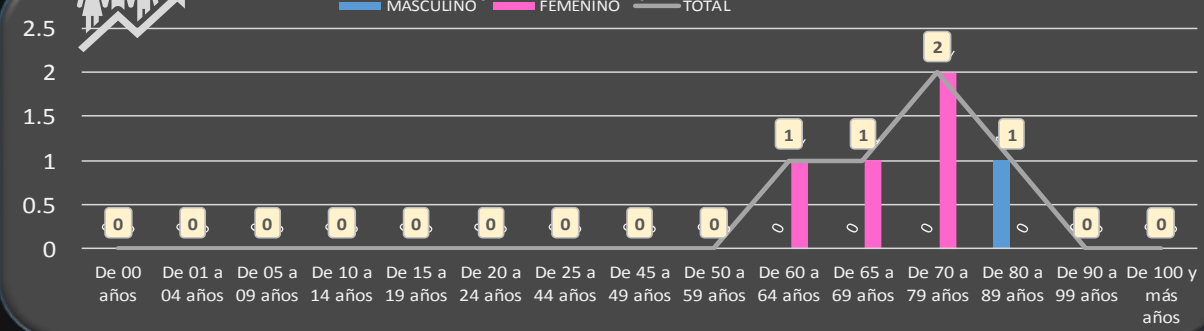 MASCULINO FEMENINO TOTAL
2.5
2
1.5
1
0.5
0
0 0 0 0 0 0 0 0 0 1 1 2 1 0 0
0 0 0 0
De 00 años
De 01 a 04 años
De 05 a 09 años
De 10 a 14 años
De 15 a 19 años
De 20 a 24 años
De 25 a 44 años
De 45 a 49 años
De 50 a 59 años
De 60 a 64 años
De 65 a 69 años
De 70 a 79 años
De 80 a 89 años
De 90 a 99 años
De 100 y más años